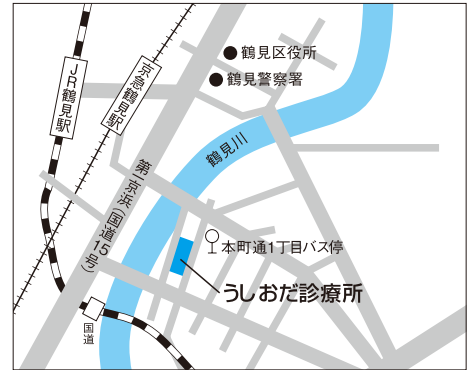 鶴見区役所
鶴見警察署
JR鶴見駅
京急鶴見駅
鶴見川
第一京浜(国道15号)
本町通1丁目バス停
うしおだ診療所
国道